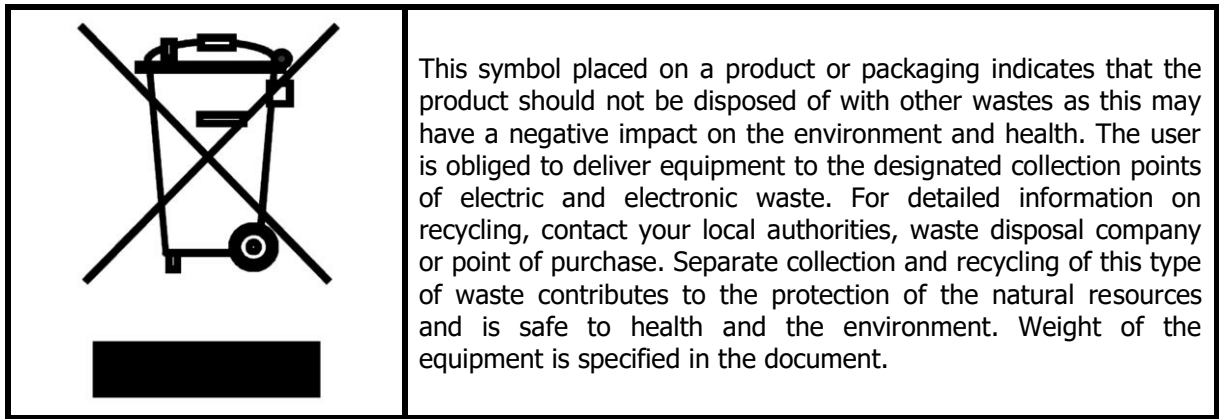 This symbol placed on a product or packaging indicates that the
product should not be disposed of with other wastes as this may
have a negative impact on the environment and health. The user
is obliged to deliver equipment to the designated collection points
of electric and electronic waste. For detailed information on
recycling, contact your local authorities, waste disposal company
or point of purchase. Separate collection and recycling of this type
of waste contributes to the protection of the natural resources
and is safe to health and the environment. Weight of the
equipment is specified in the document.